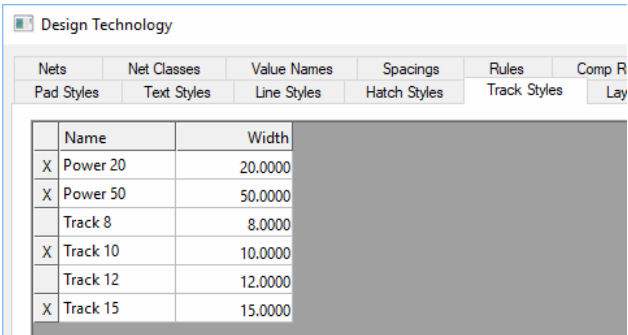 Design Technology
Nets Net Classes Value Names Spacings Rules Comp R
Pad Styles Text Styles Line Styles Hatch Styles Track Styles Lay
Name Width
X Power 20 20.0000
X Power 50 50.0000
Track 8 8.0000
X Track 10 10.0000
Track 12 12.0000
X Track 15 15.0000